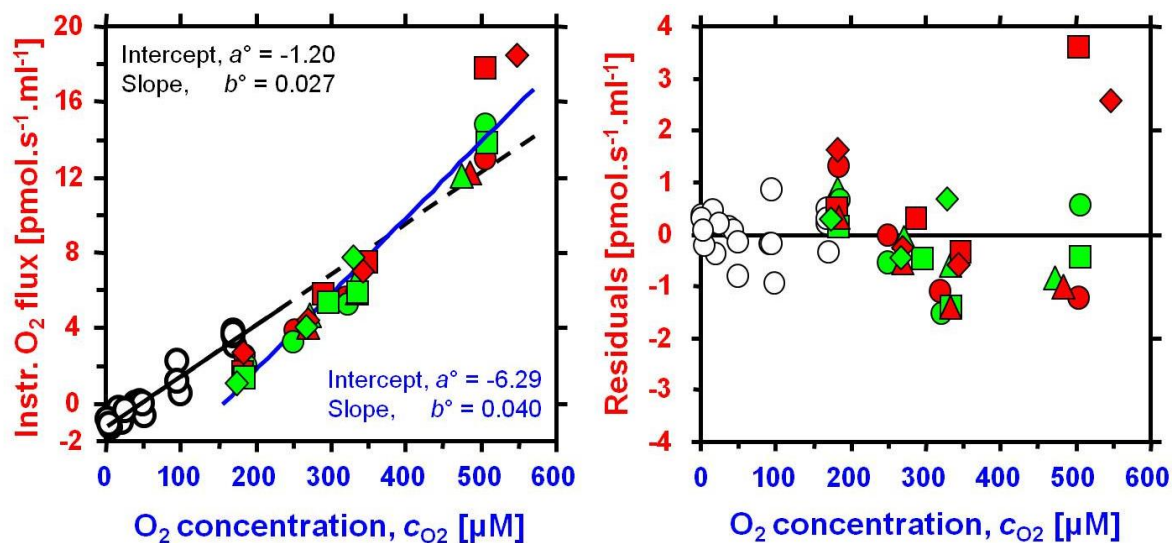 Instr. O₂ flux [pmol.s⁻¹.ml⁻¹]
20
16
12
8
4
0
-2
Intercept, a° = -1.20
Slope, b° = 0.027
Intercept, a° = -6.29
Slope, b° = 0.040
0 100 200 300 400 500 600
O₂ concentration, cO2 [µM]
Residuals [pmol.s⁻¹.ml⁻¹]
4
3
2
1
0
-1
-2
-3
-4
0 100 200 300 400 500 600
O₂ concentration, cO2 [µM]